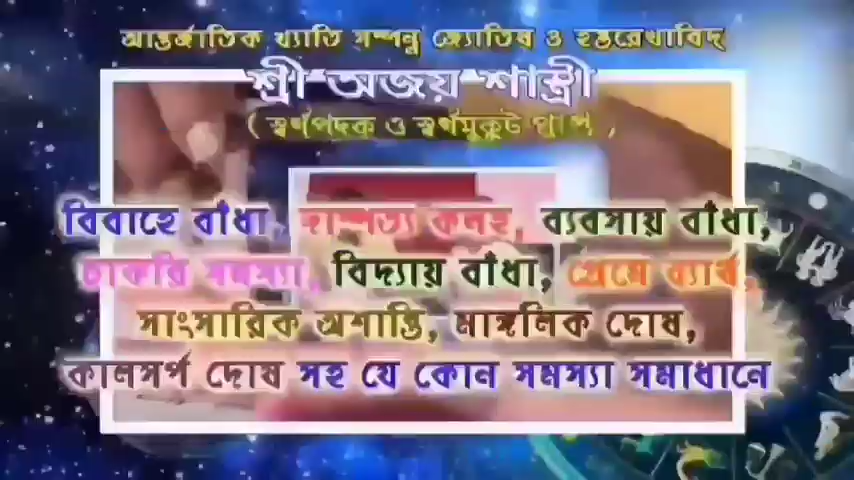 আন্তর্জাতিক খ্যাতি সম্পন্ন জ্যোতিষ ও হস্তরেখাবিদ্
শ্রী অজয় শাস্ত্রী
( স্বর্ণপদক ও স্বর্ণমুকুট প্রাপ্ত )
বিবাহে বাঁধা, দাম্পত্য কলহ, ব্যবসায় বাঁধা,
চাকরি সমস্যা, বিদ্যায় বাঁধা, প্রেমে ব্যার্থ,
সাংসারিক অশান্তি, মাঙ্গলিক দোষ,
কালসর্প দোষ সহ যে কোন সমস্যা সমাধানে